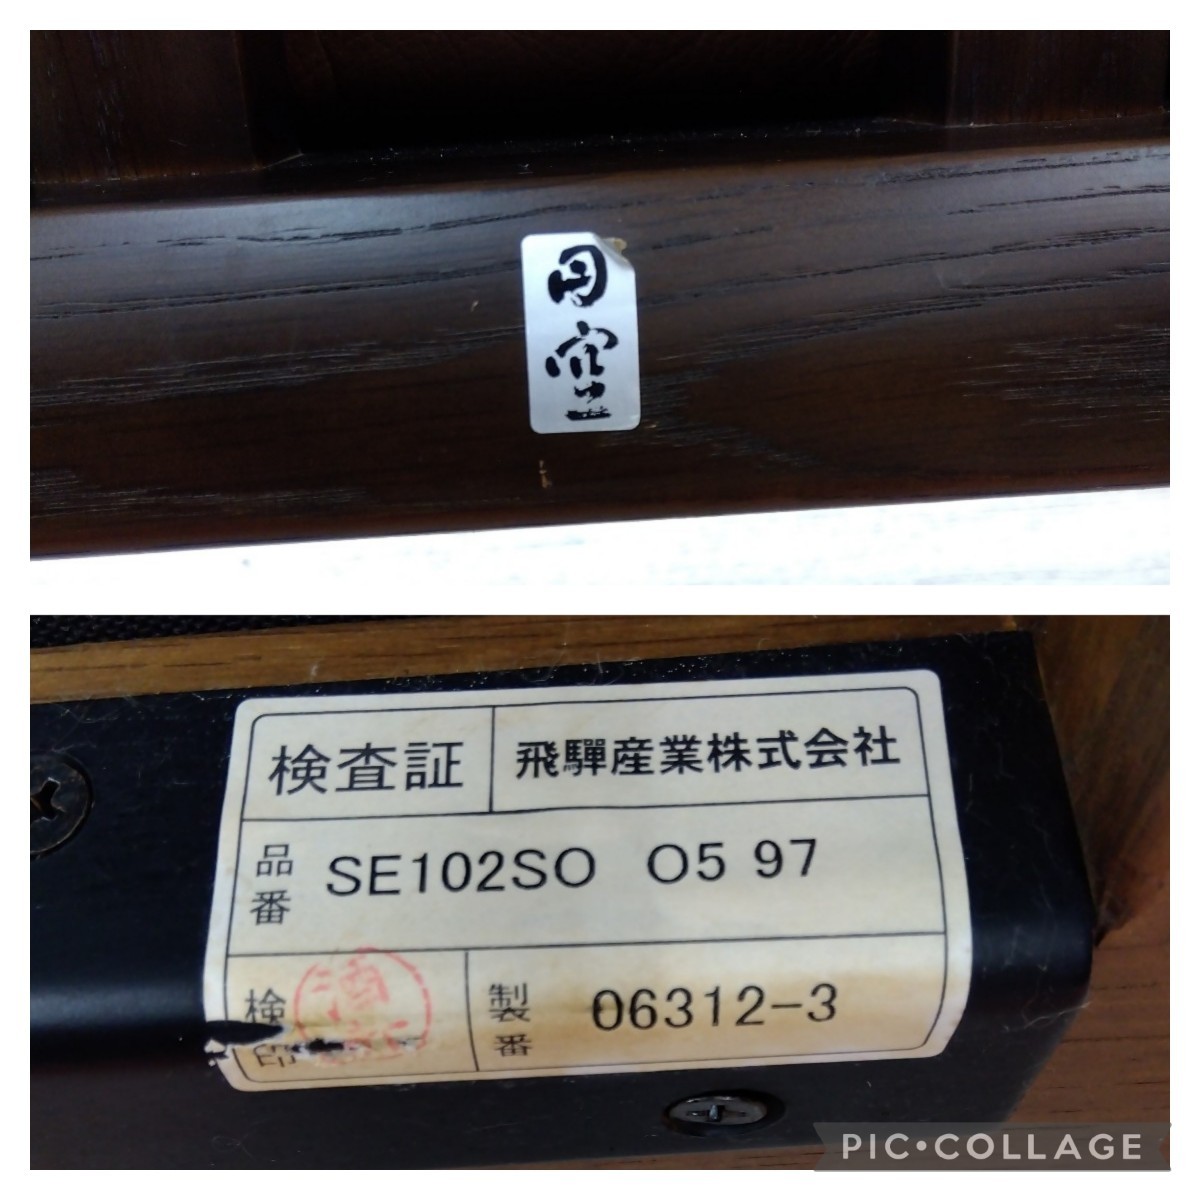 円空
検査証
飛驒産業株式会社
品番
SE102SO O5 97
検印
製番
06312-3
PIC•COLLAGE